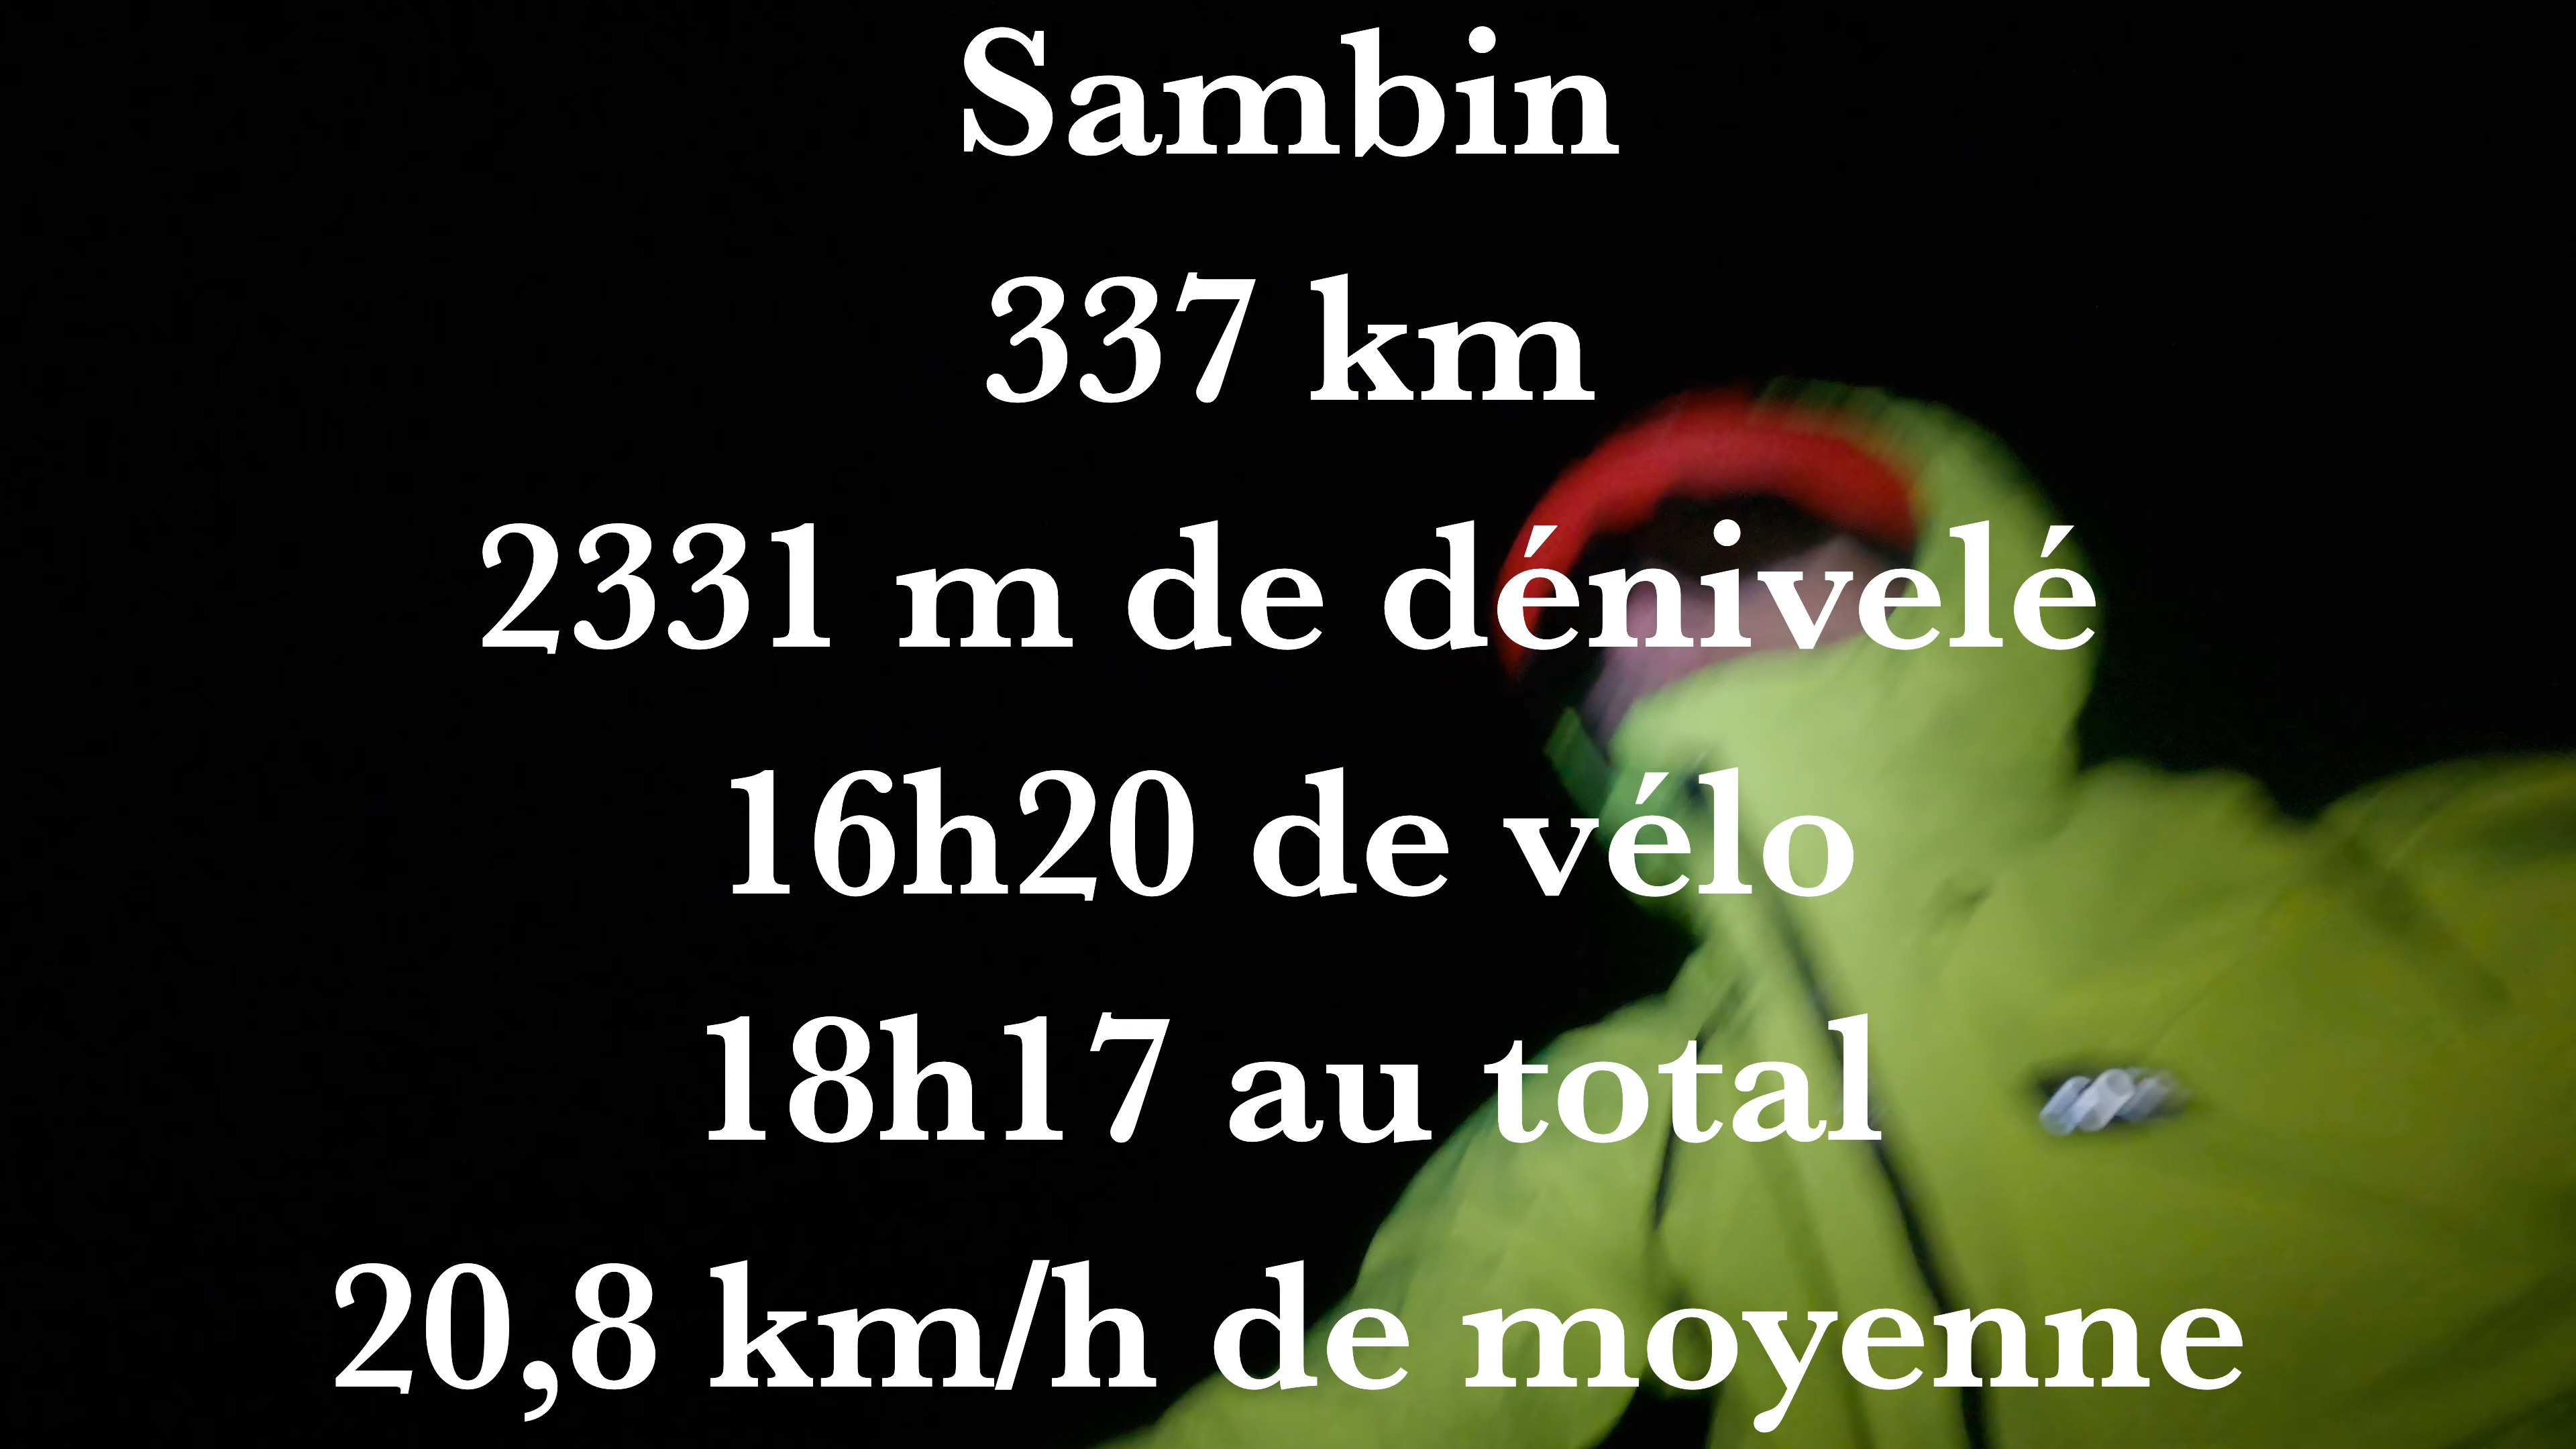 Sambin
337 km
2331 m de dénivelé
16h20 de vélo
18h17 au total
20,8 km/h de moyenne